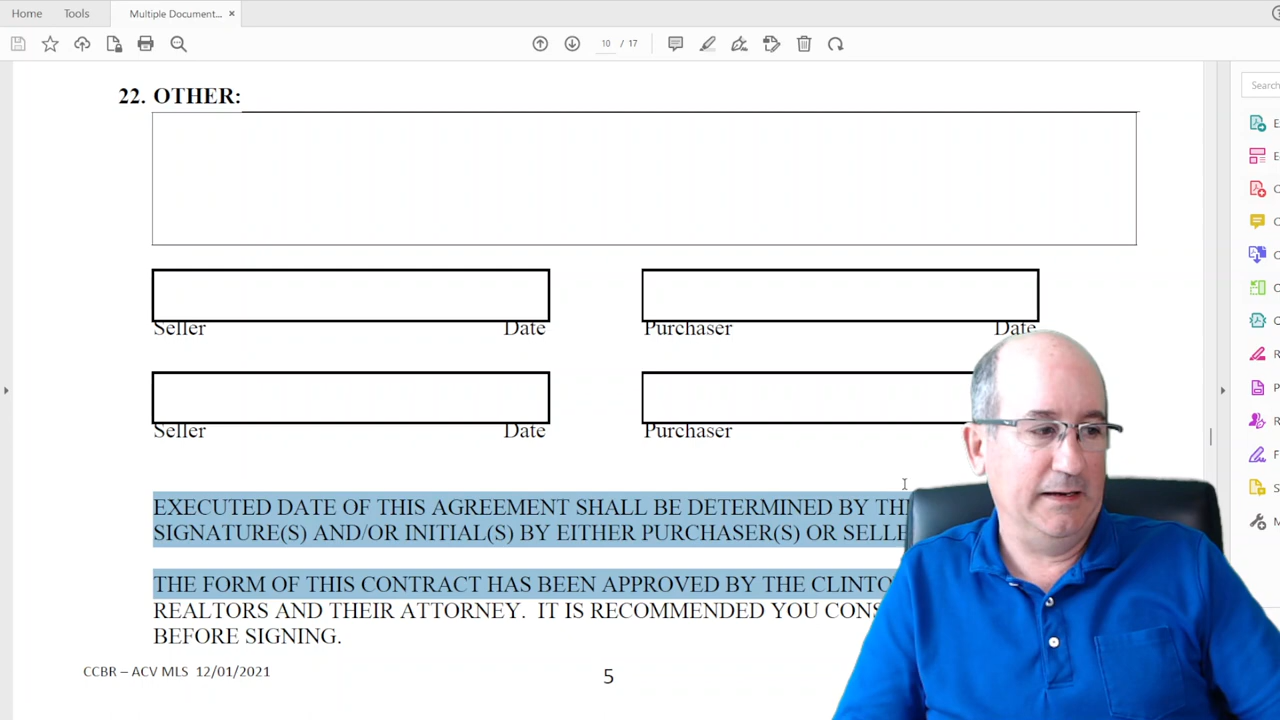 Home Tools Multiple Document... ×
10 / 17
Search
22. OTHER:
Seller Date Purchaser Date
Seller Date Purchaser
EXECUTED DATE OF THIS AGREEMENT SHALL BE DETERMINED BY
SIGNATURE(S) AND/OR INITIAL(S) BY EITHER PURCHASER(S) OR
THE FORM OF THIS CONTRACT HAS BEEN APPROVED BY THE
REALTORS AND THEIR ATTORNEY. IT IS RECOMMENDED YOU
BEFORE SIGNING.
CCBR – ACV MLS 12/01/2021
5